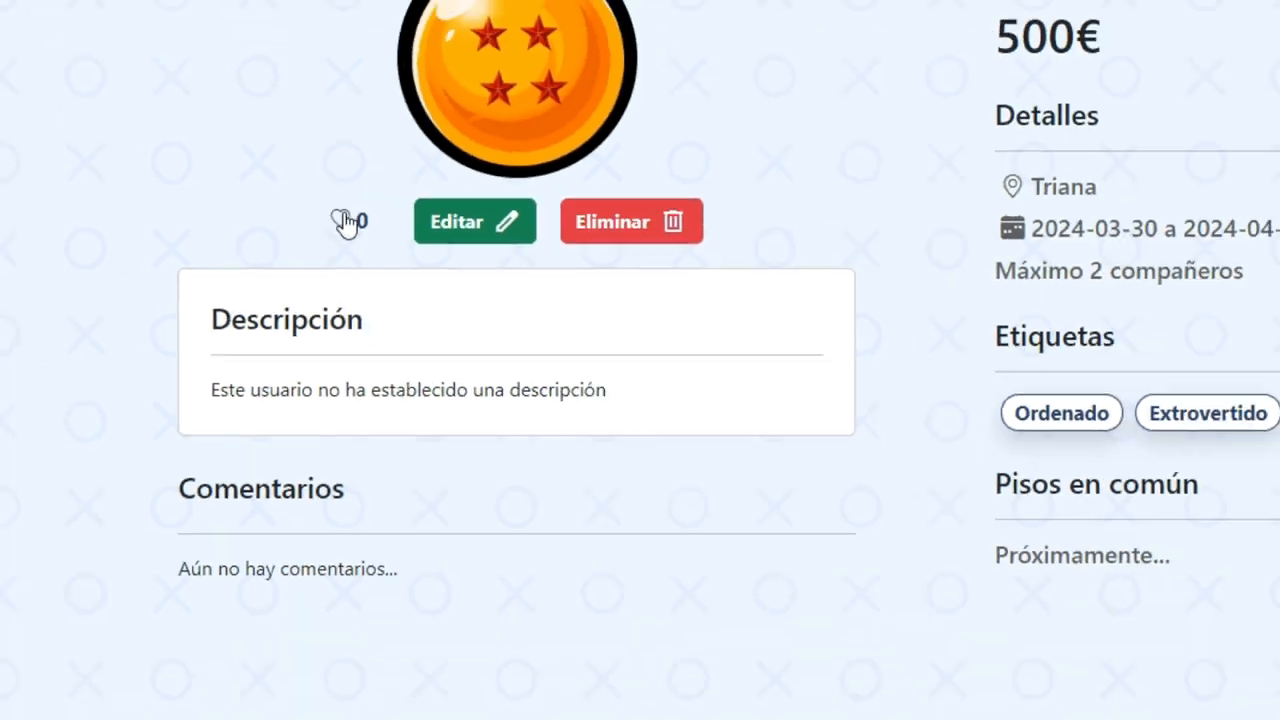 500€
Detalles
Triana
2024-03-30 a 2024-04-
Máximo 2 compañeros
Etiquetas
Ordenado Extrovertido
Pisos en común
Próximamente...
0 Editar Eliminar
Descripción
Este usuario no ha establecido una descripción
Comentarios
Aún no hay comentarios...